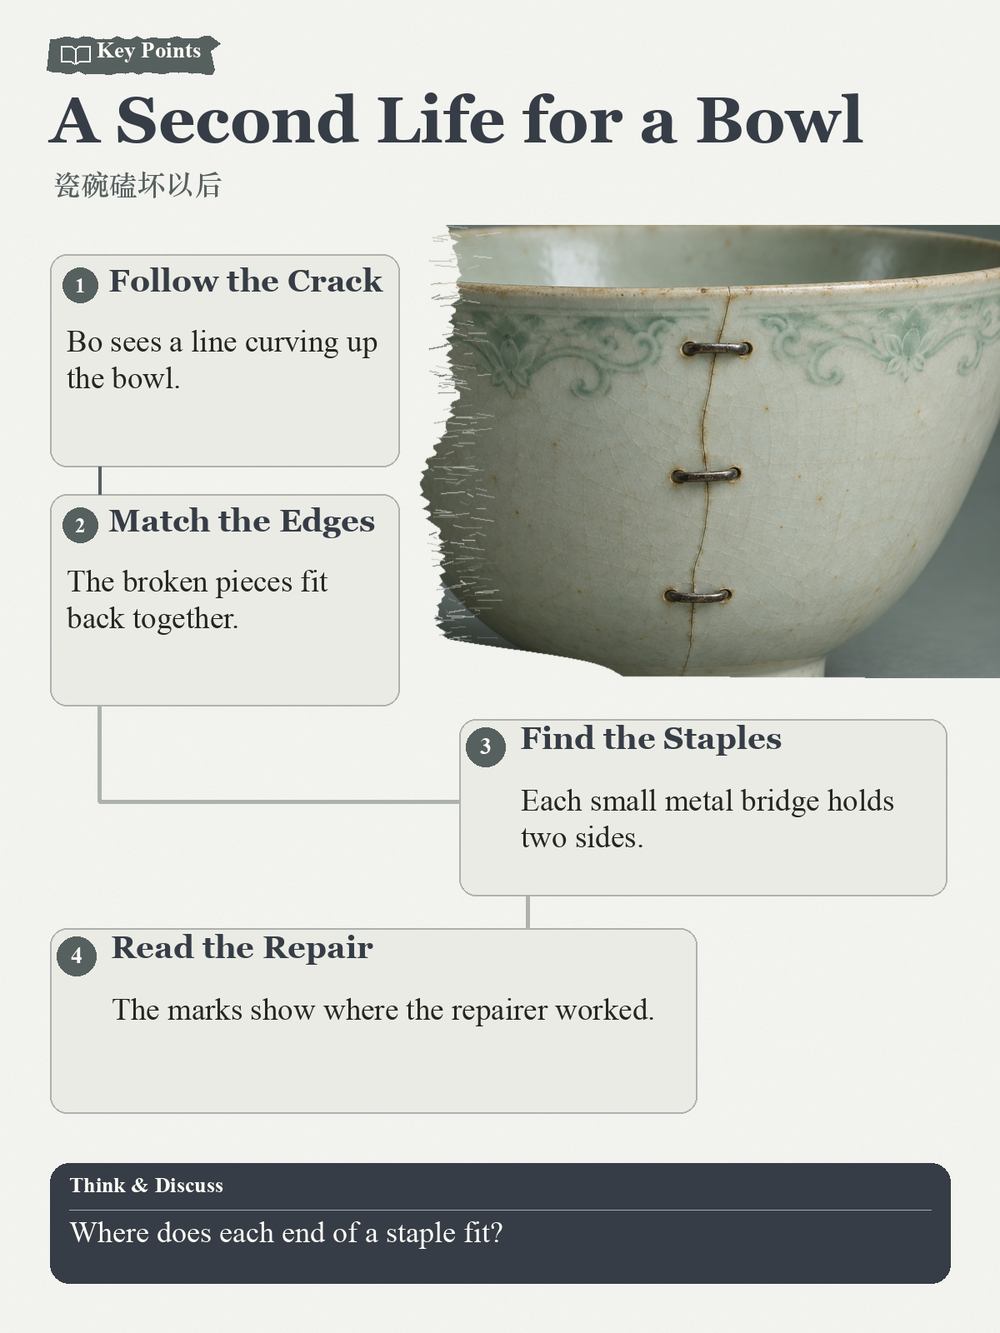 Key Points
A Second Life for a Bowl
瓷碗磕坏以后
1 Follow the Crack
Bo sees a line curving up
the bowl.
2 Match the Edges
The broken pieces fit
back together.
3 Find the Staples
Each small metal bridge holds
two sides.
4 Read the Repair
The marks show where the repairer worked.
Think & Discuss
Where does each end of a staple fit?